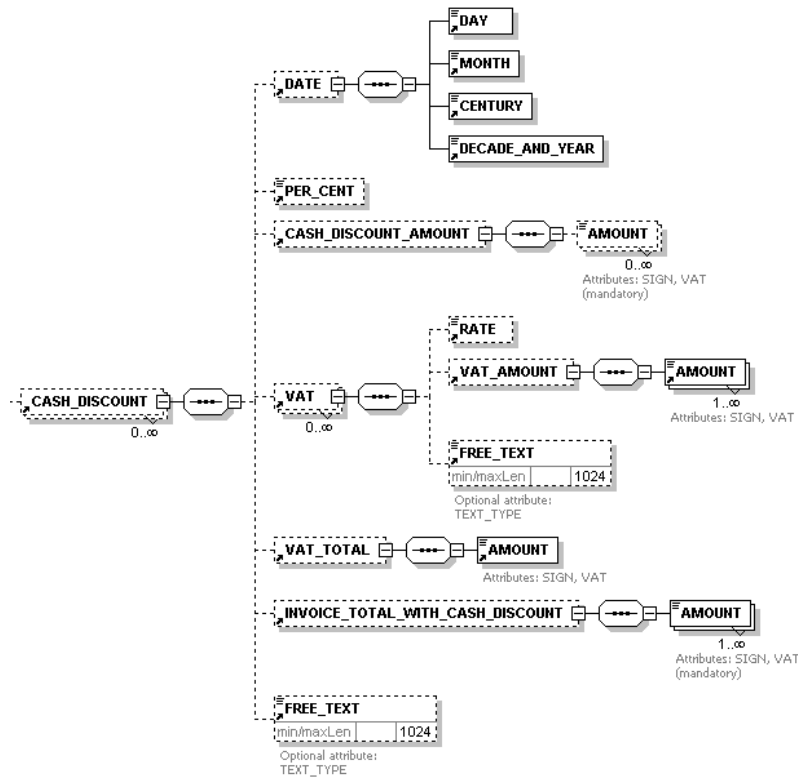 DAY
DATE
MONTH
CENTURY
DECADE_AND_YEAR
PER_CENT
CASH_DISCOUNT_AMOUNT
AMOUNT
0..∞
Attributes: SIGN, VAT
(mandatory)
RATE
VAT_AMOUNT
AMOUNT
1..∞
Attributes: SIGN, VAT
CASH_DISCOUNT
0..∞
VAT
0..∞
FREE_TEXT
min/maxLen 1024
Optional attribute:
TEXT_TYPE
VAT_TOTAL
AMOUNT
Attributes: SIGN, VAT
INVOICE_TOTAL_WITH_CASH_DISCOUNT
AMOUNT
1..∞
Attributes: SIGN, VAT
(mandatory)
FREE_TEXT
min/maxLen 1024
Optional attribute:
TEXT_TYPE